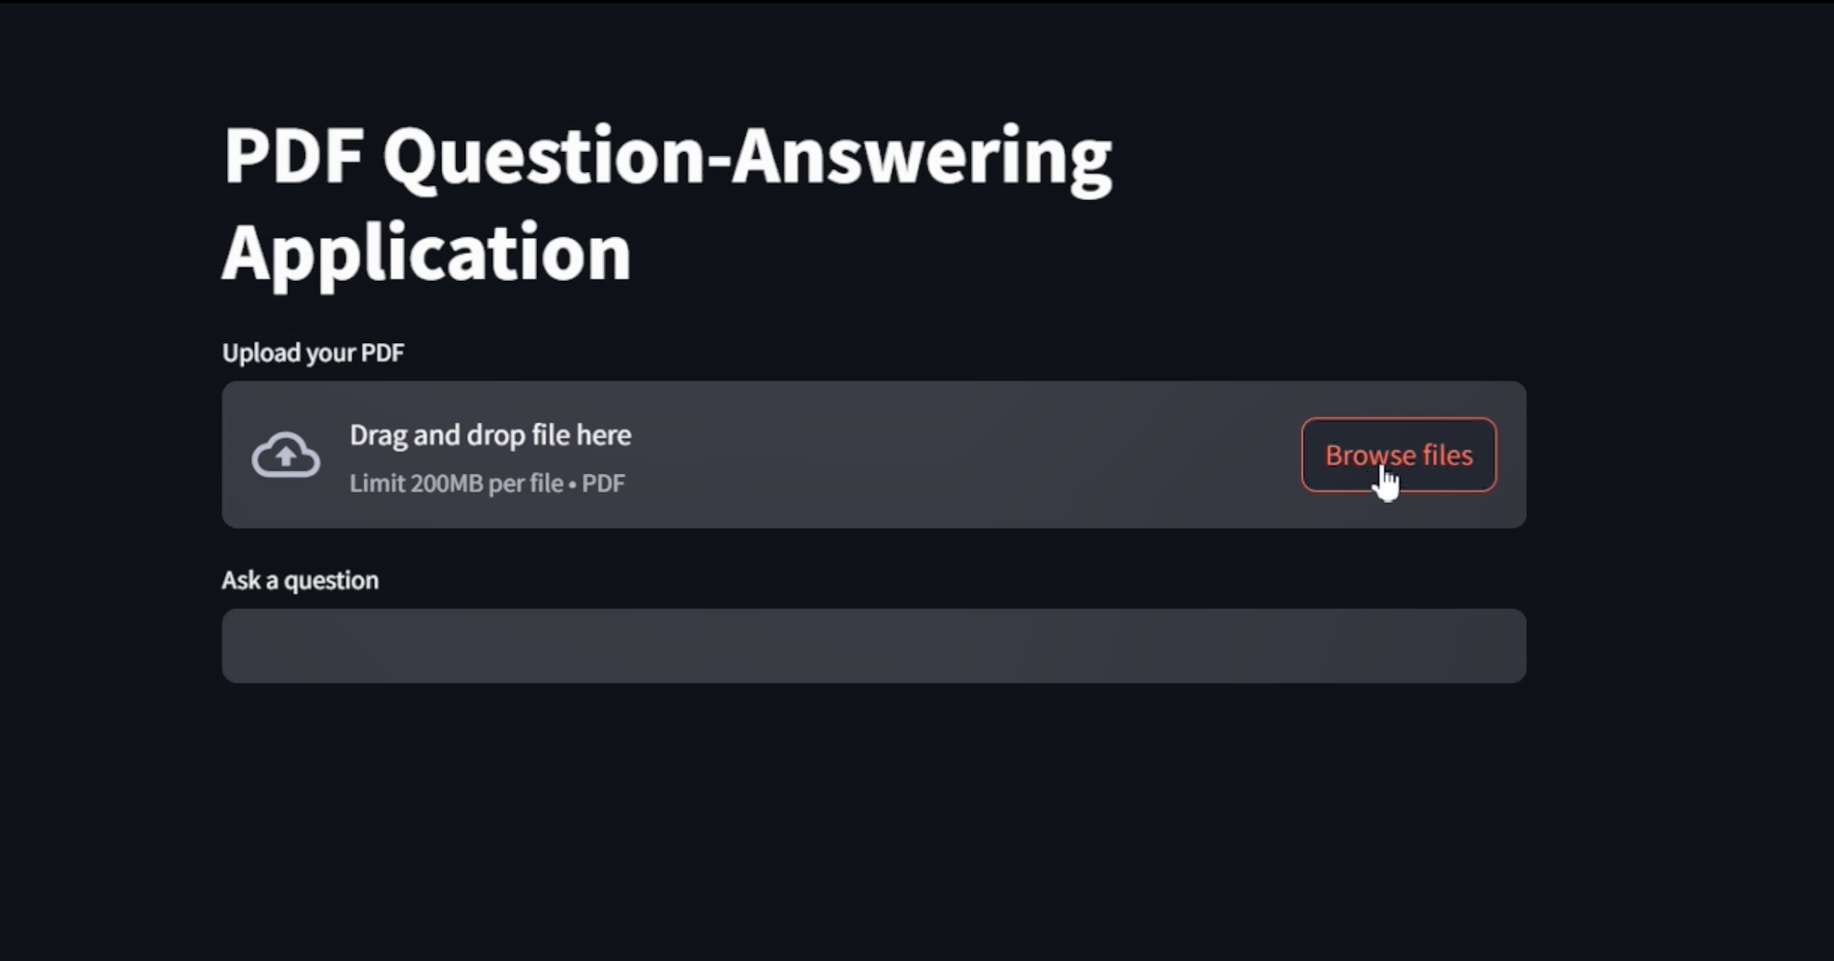 PDF Question-Answering
Application
Upload your PDF
Drag and drop file here
Limit 200MB per file • PDF
Browse files
Ask a question